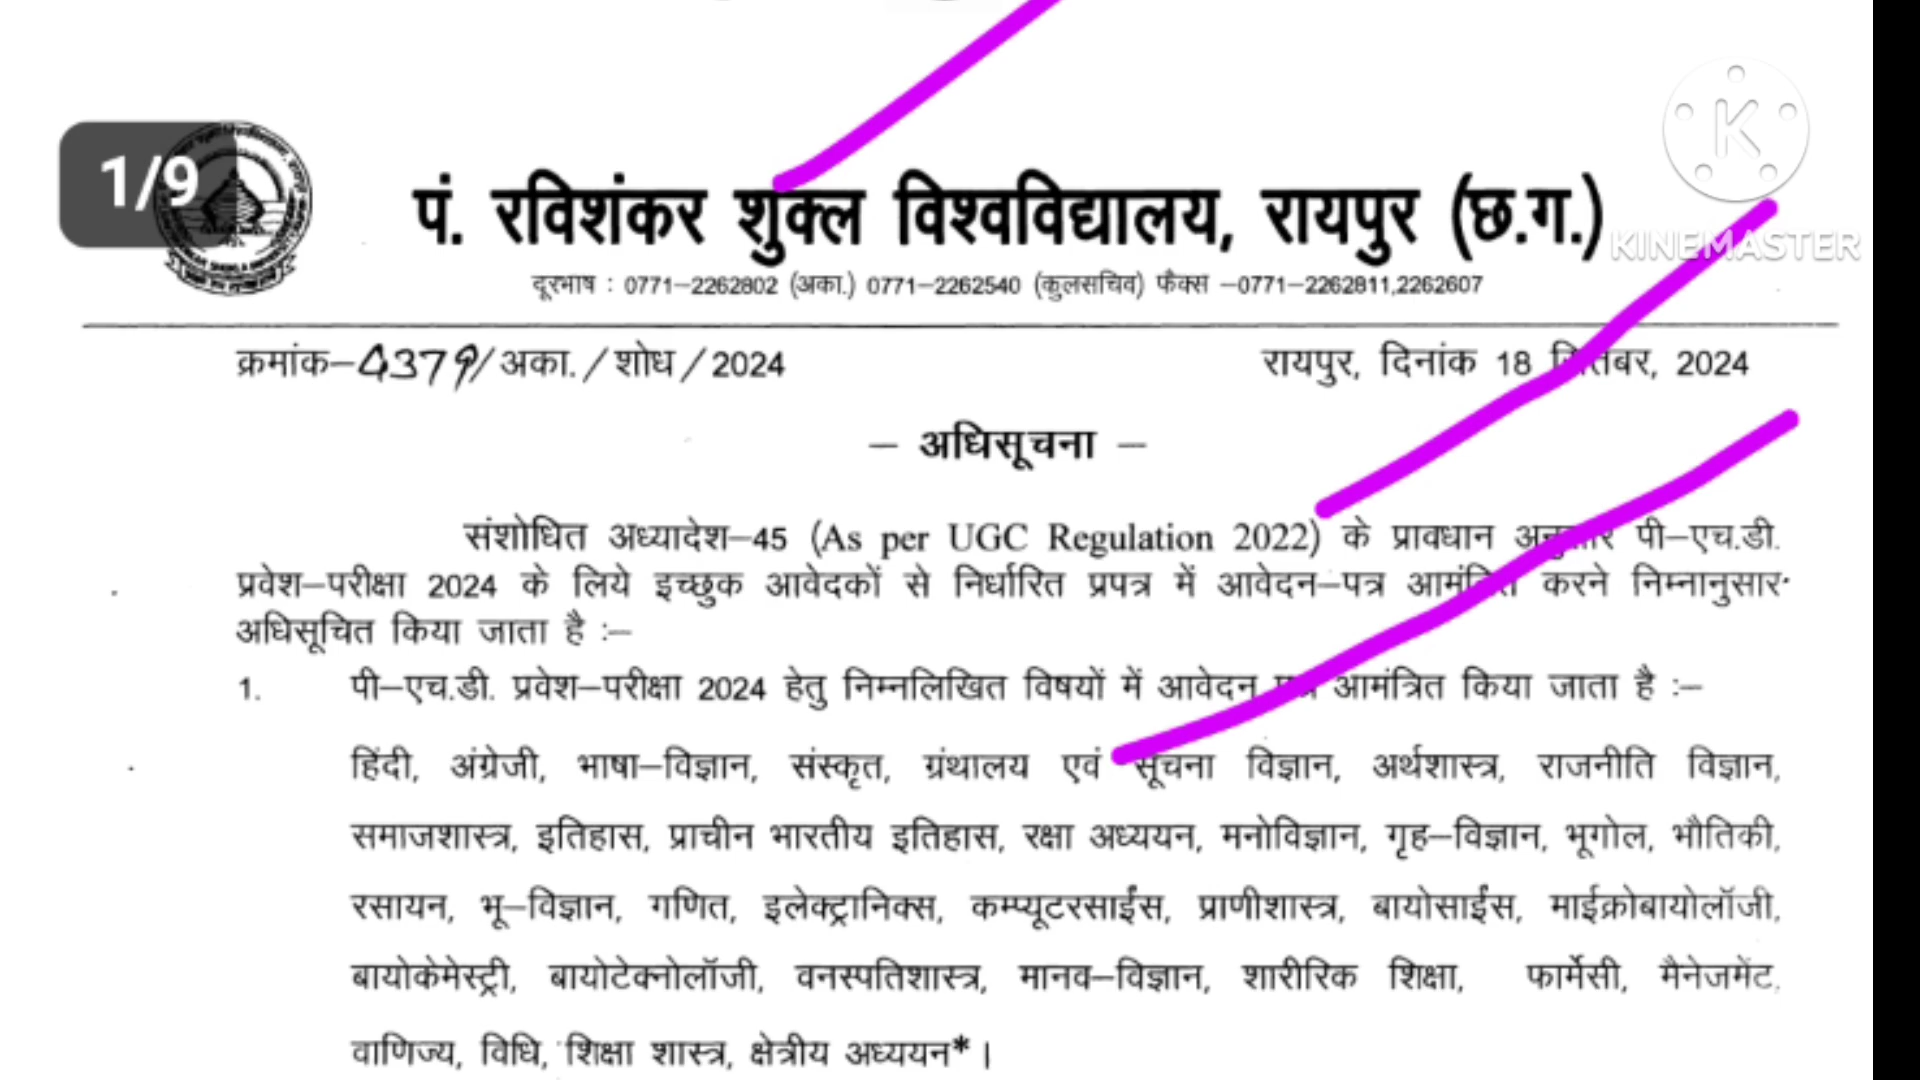 1/9
पं. रविशंकर शुक्ल विश्वविद्यालय, रायपुर (छ.ग.)
KINEMASTER
दूरभाष : 0771–2262802 (अका.) 0771–2262540 (कुलसचिव) फैक्स –0771–2262811,2262607
क्रमांक–4379/अका./शोध/2024 रायपुर, दिनांक 18 सितंबर, 2024
– अधिसूचना –
संशोधित अध्यादेश–45 (As per UGC Regulation 2022) के प्रावधान अनुसार पी–एच.डी.
प्रवेश–परीक्षा 2024 के लिये इच्छुक आवेदकों से निर्धारित प्रपत्र में आवेदन–पत्र आमंत्रित करने निम्नानुसार
अधिसूचित किया जाता है :–
1. पी–एच.डी. प्रवेश–परीक्षा 2024 हेतु निम्नलिखित विषयों में आवेदन पत्र आमंत्रित किया जाता है :–
हिंदी, अंग्रेजी, भाषा–विज्ञान, संस्कृत, ग्रंथालय एवं सूचना विज्ञान, अर्थशास्त्र, राजनीति विज्ञान,
समाजशास्त्र, इतिहास, प्राचीन भारतीय इतिहास, रक्षा अध्ययन, मनोविज्ञान, गृह–विज्ञान, भूगोल, भौतिकी,
रसायन, भू–विज्ञान, गणित, इलेक्ट्रानिक्स, कम्प्यूटरसाईंस, प्राणीशास्त्र, बायोसाईंस, माईक्रोबायोलॉजी,
बायोकेमेस्ट्री, बायोटेक्नोलॉजी, वनस्पतिशास्त्र, मानव–विज्ञान, शारीरिक शिक्षा, फार्मेसी, मैनेजमेंट,
वाणिज्य, विधि, शिक्षा शास्त्र, क्षेत्रीय अध्ययन*।